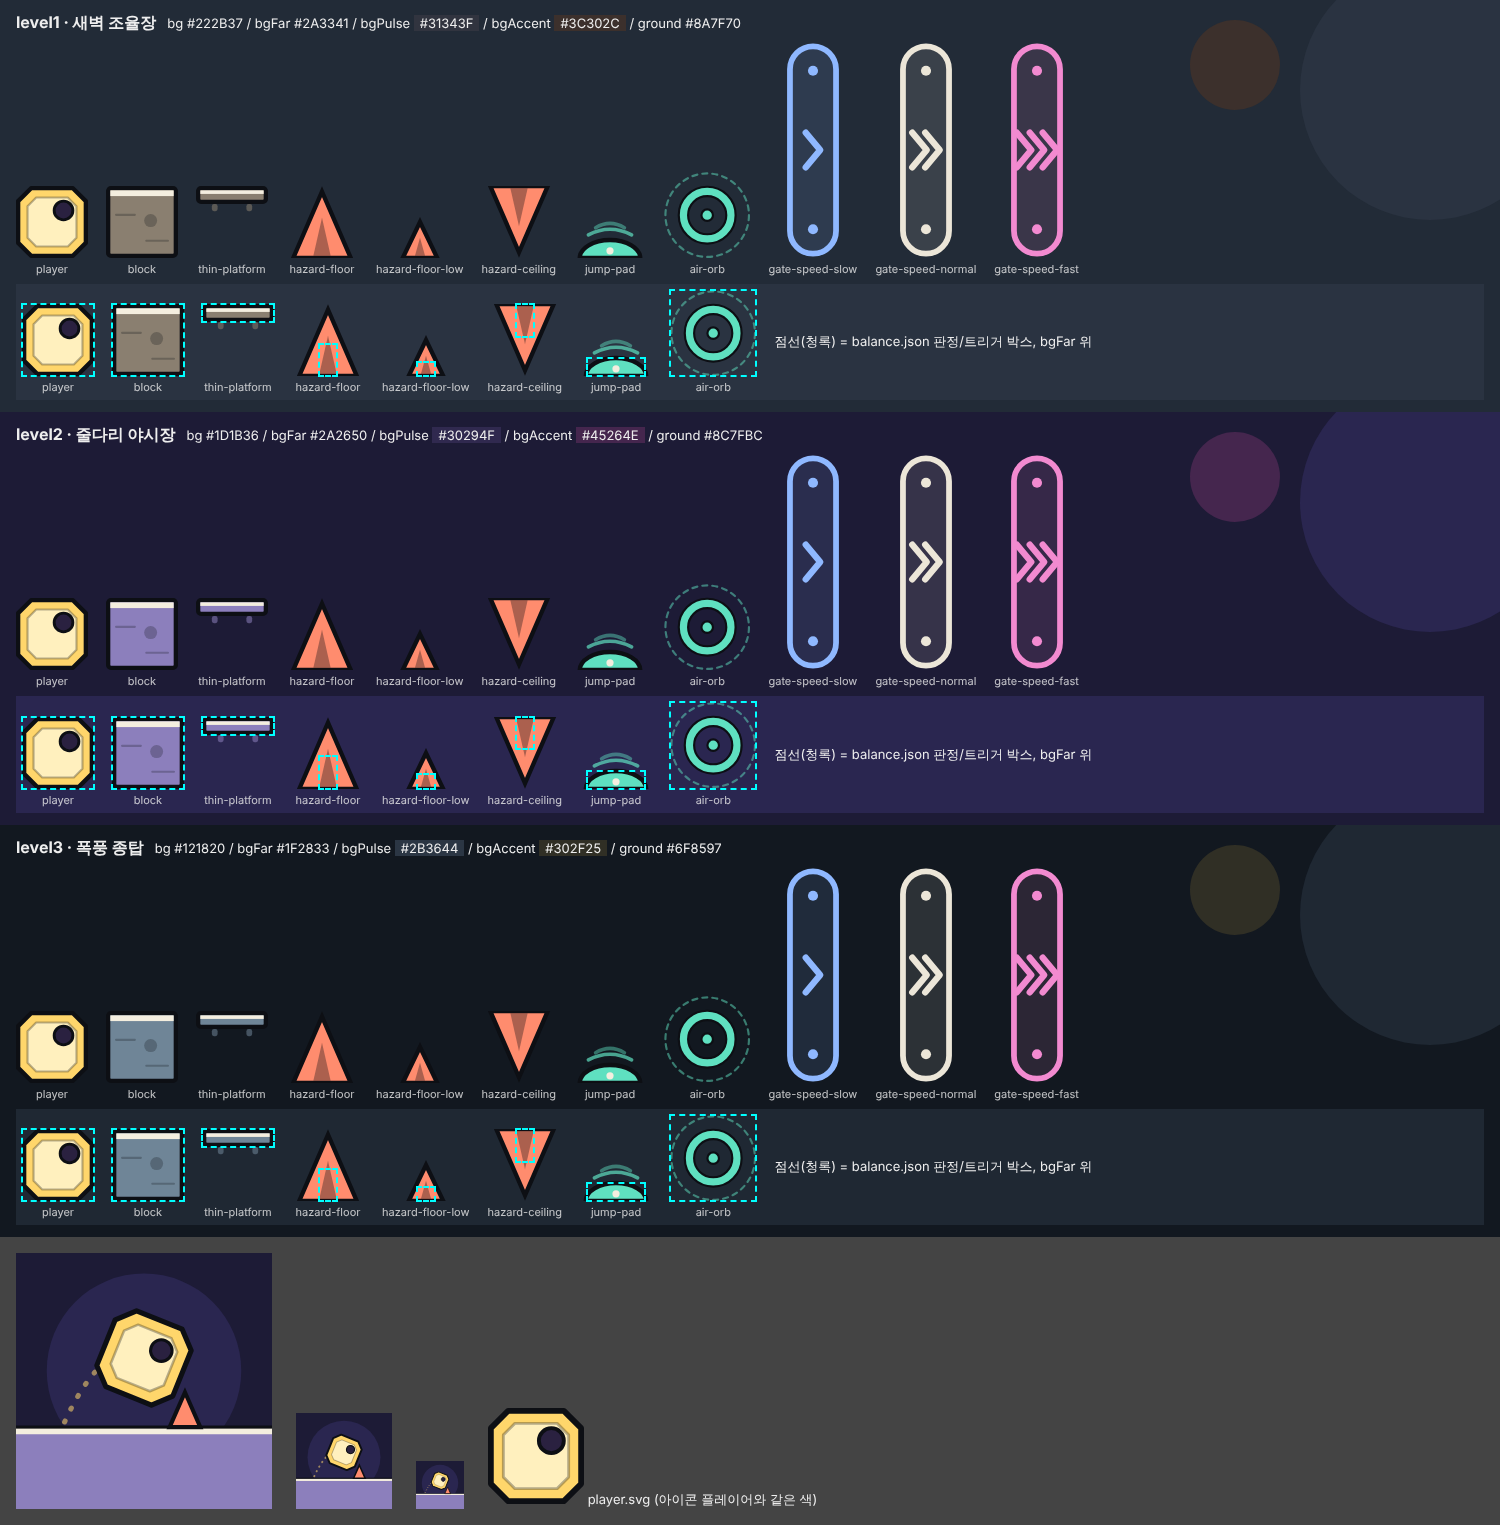 level1 · 새벽 조율장 bg #222B37 / bgFar #2A3341 / bgPulse #31343F / bgAccent #3C302C / ground #8A7F70
player block thin-platform hazard-floor hazard-floor-low hazard-ceiling jump-pad air-orb gate-speed-slow gate-speed-normal gate-speed-fast
점선(청록) = balance.json 판정/트리거 박스, bgFar 위
player block thin-platform hazard-floor hazard-floor-low hazard-ceiling jump-pad air-orb
level2 · 줄다리 야시장 bg #1D1B36 / bgFar #2A2650 / bgPulse #30294F / bgAccent #45264E / ground #8C7FBC
player block thin-platform hazard-floor hazard-floor-low hazard-ceiling jump-pad air-orb gate-speed-slow gate-speed-normal gate-speed-fast
점선(청록) = balance.json 판정/트리거 박스, bgFar 위
player block thin-platform hazard-floor hazard-floor-low hazard-ceiling jump-pad air-orb
level3 · 폭풍 종탑 bg #121820 / bgFar #1F2833 / bgPulse #2B3644 / bgAccent #302F25 / ground #6F8597
player block thin-platform hazard-floor hazard-floor-low hazard-ceiling jump-pad air-orb gate-speed-slow gate-speed-normal gate-speed-fast
점선(청록) = balance.json 판정/트리거 박스, bgFar 위
player block thin-platform hazard-floor hazard-floor-low hazard-ceiling jump-pad air-orb
player.svg (아이콘 플레이어와 같은 색)